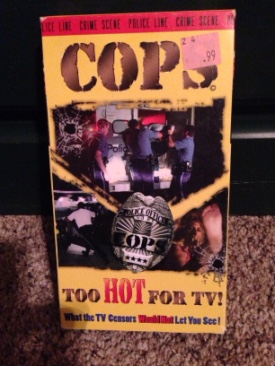 ICE LINE CRIME SCENE POLICE LINE CRIME SCENE
COPS
.99
Police
POLICE OFFICER
COPS
TOO HOT FOR TV!
What the TV Censors Would Not Let You See!